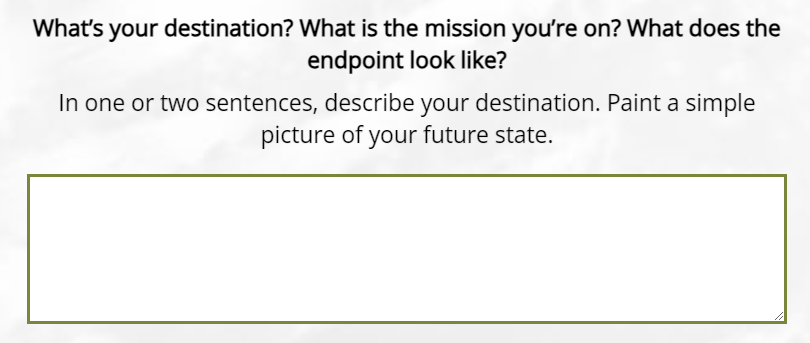 What's your destination? What is the mission you're on? What does the
endpoint look like?
In one or two sentences, describe your destination. Paint a simple
picture of your future state.